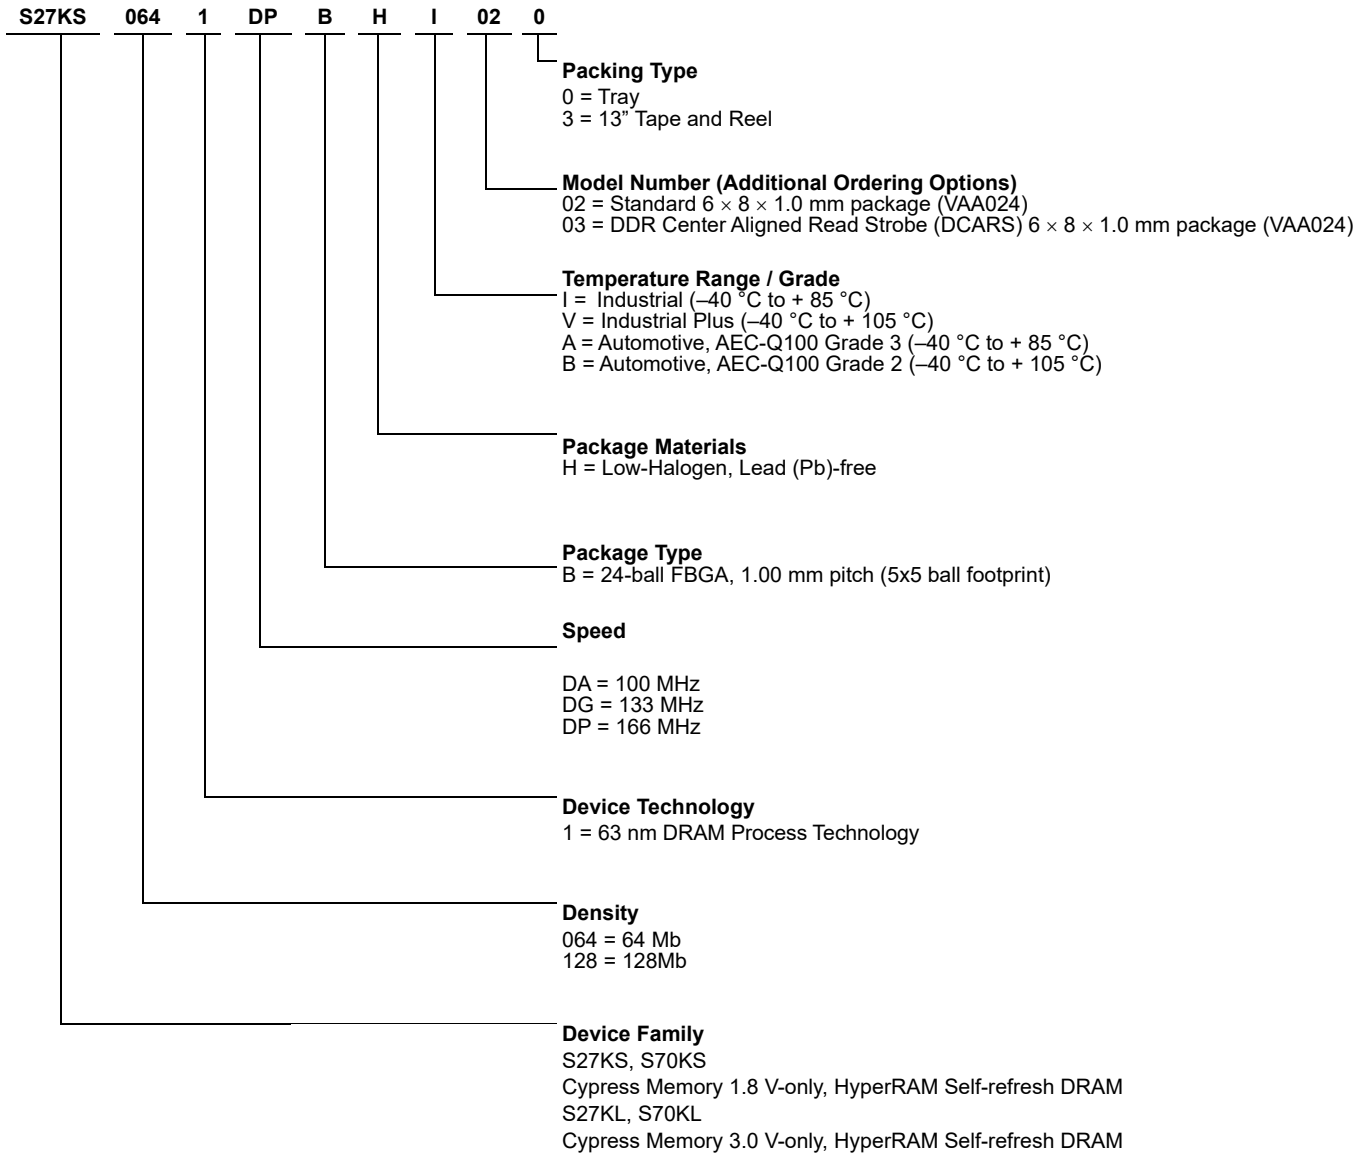 S27KS 064 1 DP B H I 02 0
Packing Type
0 = Tray
3 = 13” Tape and Reel
Model Number (Additional Ordering Options)
02 = Standard 6 × 8 × 1.0 mm package (VAA024)
03 = DDR Center Aligned Read Strobe (DCARS) 6 × 8 × 1.0 mm package (VAA024)
Temperature Range / Grade
I = Industrial (–40 °C to + 85 °C)
V = Industrial Plus (–40 °C to + 105 °C)
A = Automotive, AEC-Q100 Grade 3 (–40 °C to + 85 °C)
B = Automotive, AEC-Q100 Grade 2 (–40 °C to + 105 °C)
Package Materials
H = Low-Halogen, Lead (Pb)-free
Package Type
B = 24-ball FBGA, 1.00 mm pitch (5x5 ball footprint)
Speed
DA = 100 MHz
DG = 133 MHz
DP = 166 MHz
Device Technology
1 = 63 nm DRAM Process Technology
Density
064 = 64 Mb
128 = 128Mb
Device Family
S27KS, S70KS
Cypress Memory 1.8 V-only, HyperRAM Self-refresh DRAM
S27KL, S70KL
Cypress Memory 3.0 V-only, HyperRAM Self-refresh DRAM